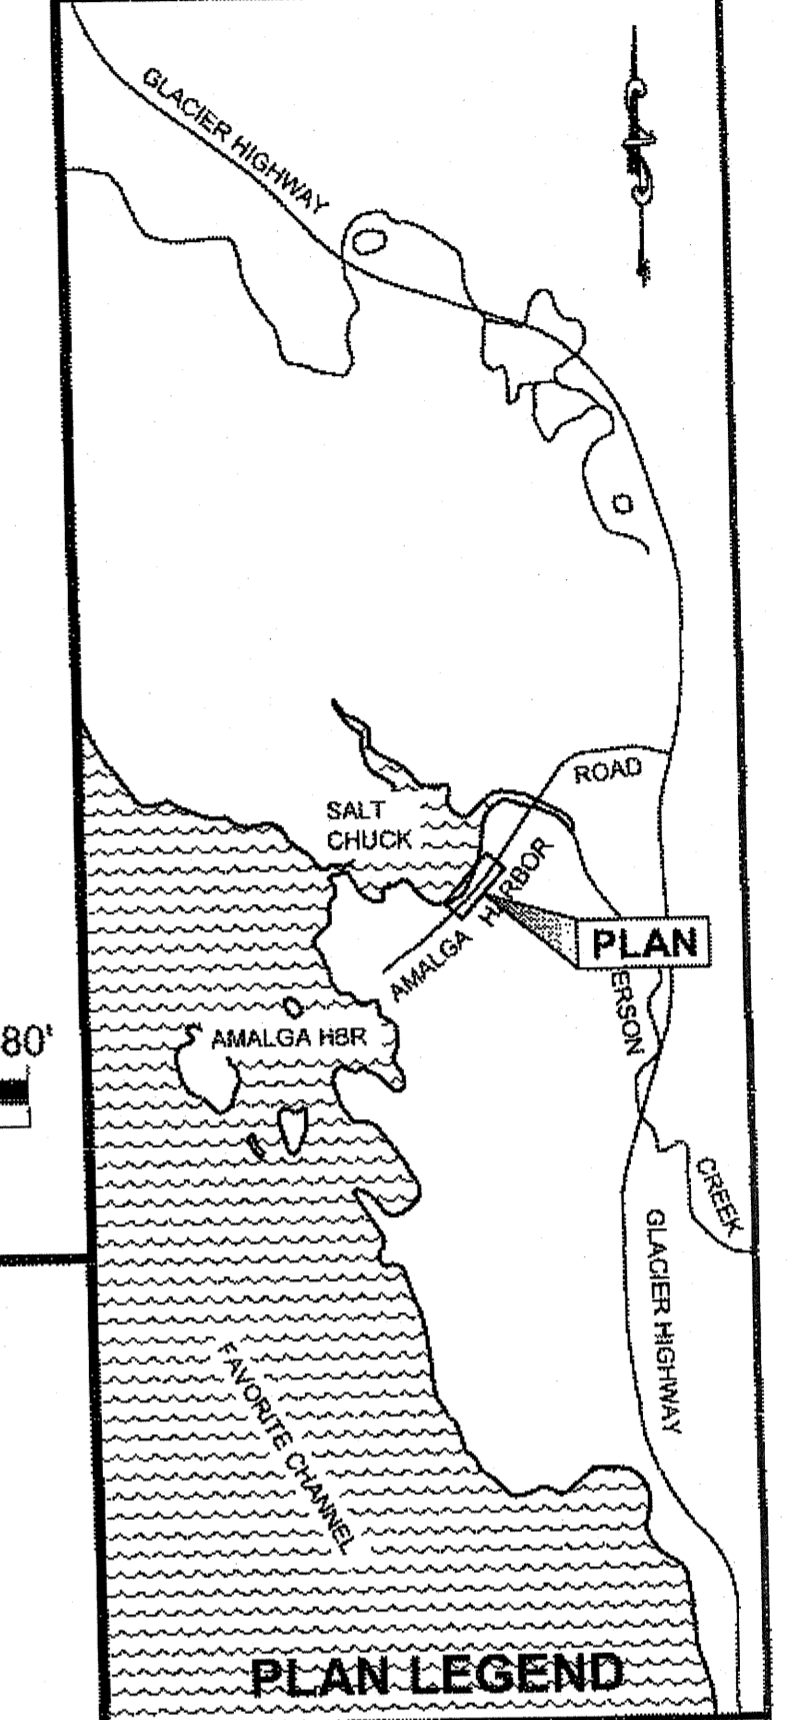 GLACIER HIGHWAY
ROAD
SALT
CHUCK
AMALGA HARBOR
PLAN
ERSON
CREEK
80'
AMALGA HBR
GLACIER HIGHWAY
FAVORITE CHANNEL
PLAN LEGEND